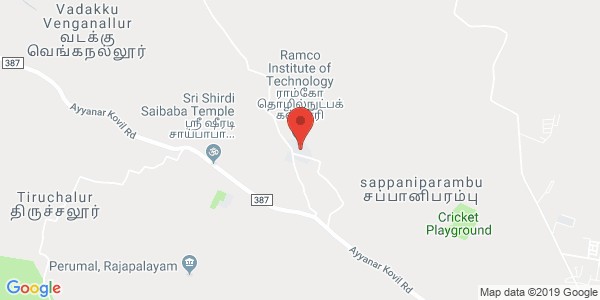 Vadakku
Venganallur
வடக்கு
வெங்கநல்லூர்
387
Ayyanar Kovil Rd
Ramco
Institute of
Technology
ராம்கோ
தொழில்நுட்பக்
Sri Shirdi
Saibaba Temple
ஸ்ரீ ஷீரடி
சாய்பாபா...
sappaniparambu
சப்பானிபரம்பு
Tiruchalur
திருச்சலூர்
387
Cricket
Playground
Perumal, Rajapalayam
Ayyanar Kovil Rd
Google
Map data ©2019 Google